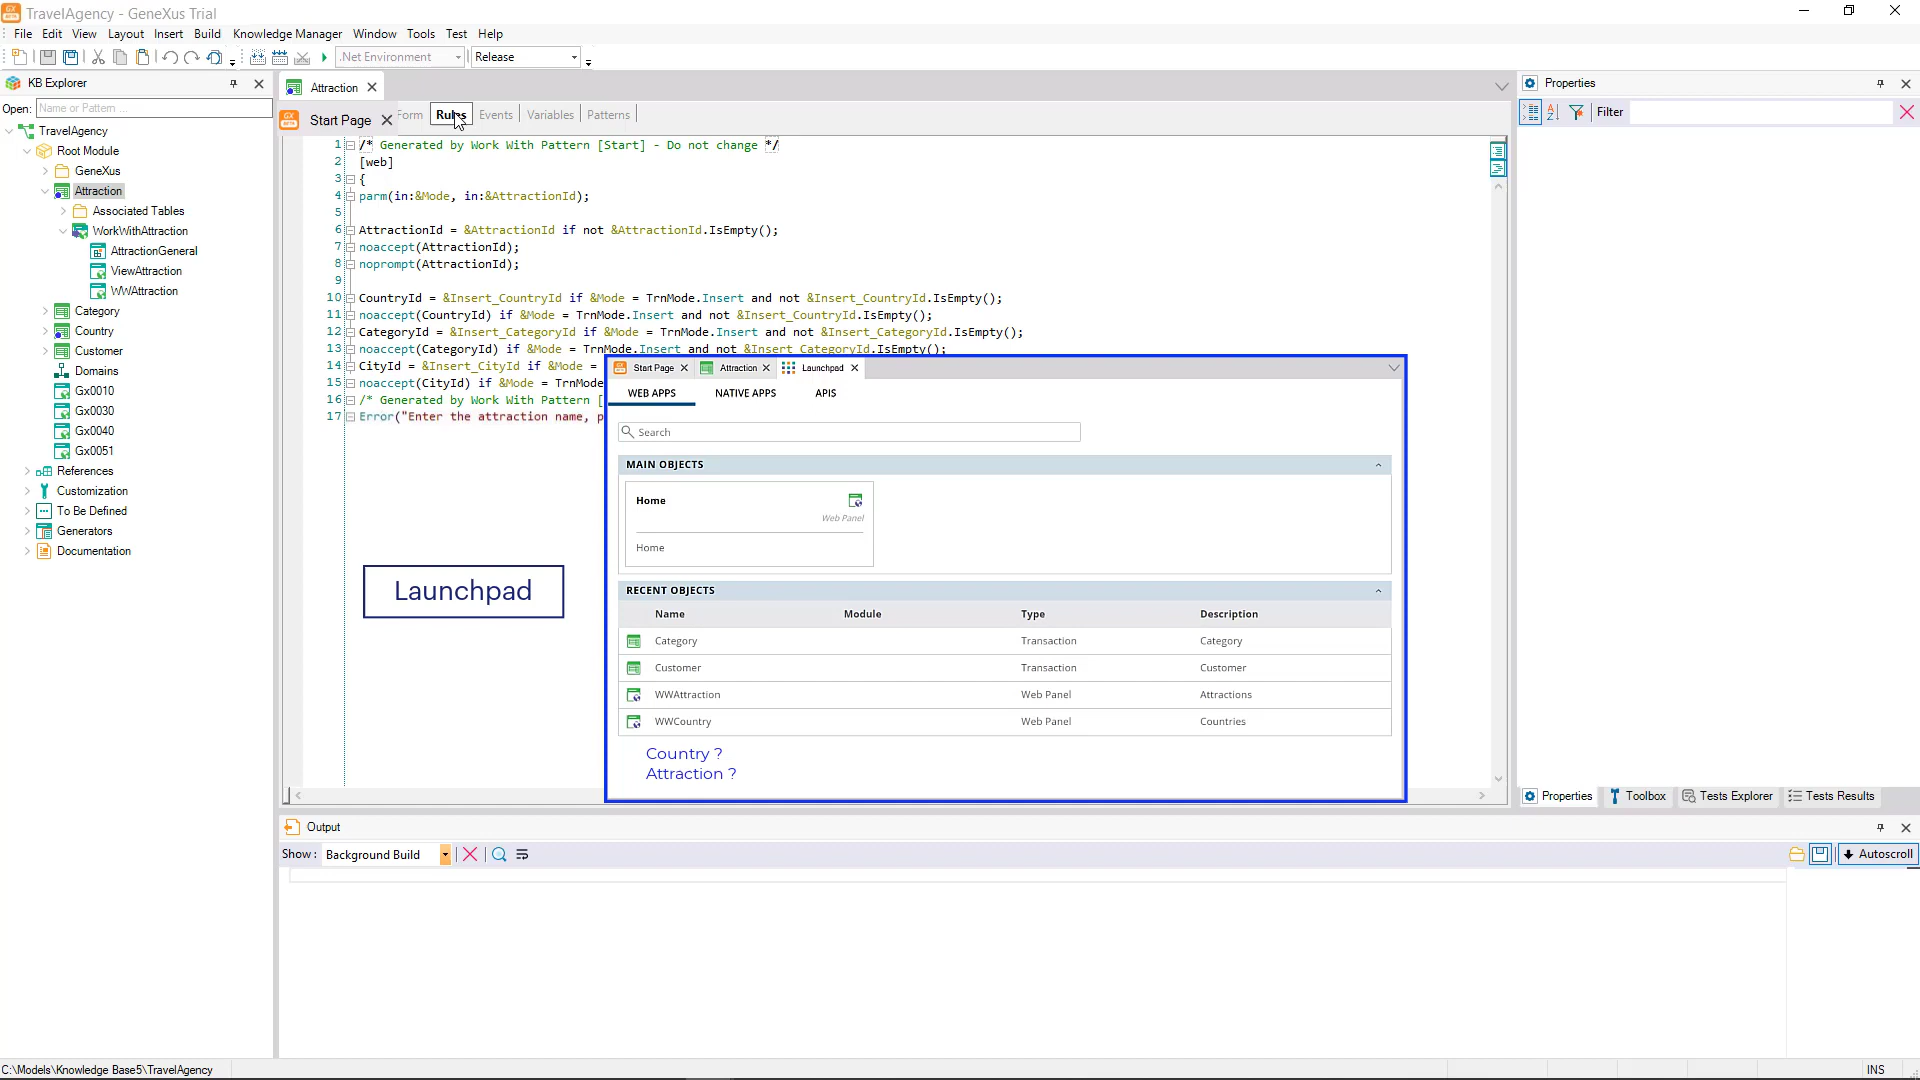 TravelAgency - GeneXus Trial
File Edit View Layout Insert Build Knowledge Manager Window Tools Test Help
.Net Environment Release
KB Explorer
Open: Name or Pattern ...
TravelAgency
Root Module
GeneXus
Attraction
Associated Tables
WorkWithAttraction
AttractionGeneral
ViewAttraction
WWAttraction
Category
Country
Customer
Domains
Gx0010
Gx0030
Gx0040
Gx0051
References
Customization
To Be Defined
Generators
Documentation
Attraction
Start Page
Form Rules Events Variables Patterns
1 /* Generated by Work With Pattern [Start] - Do not change */
2 [web]
3 {
4 parm(in:&Mode, in:&AttractionId);
5
6 AttractionId = &AttractionId if not &AttractionId.IsEmpty();
7 noaccept(AttractionId);
8 noprompt(AttractionId);
9
10 CountryId = &Insert_CountryId if &Mode = TrnMode.Insert and not &Insert_CountryId.IsEmpty();
11 noaccept(CountryId) if &Mode = TrnMode.Insert and not &Insert_CountryId.IsEmpty();
12 CategoryId = &Insert_CategoryId if &Mode = TrnMode.Insert and not &Insert_CategoryId.IsEmpty();
13 noaccept(CategoryId) if &Mode = TrnMode.Insert and not &Insert_CategoryId.IsEmpty();
14 CityId = &Insert_CityId if &Mode =
15 noaccept(CityId) if &Mode = TrnMode
16 /* Generated by Work With Pattern [
17 Error("Enter the attraction name, p
Launchpad
Start Page Attraction Launchpad
WEB APPS NATIVE APPS APIS
Search
MAIN OBJECTS
Home
Web Panel
Home
RECENT OBJECTS
Name Module Type Description
Category Transaction Category
Customer Transaction Customer
WWAttraction Web Panel Attractions
WWCountry Web Panel Countries
Country ?
Attraction ?
Properties
Filter
Properties Toolbox Tests Explorer Tests Results
Output
Show : Background Build
Autoscroll
C:\Models\Knowledge Base5\TravelAgency
INS